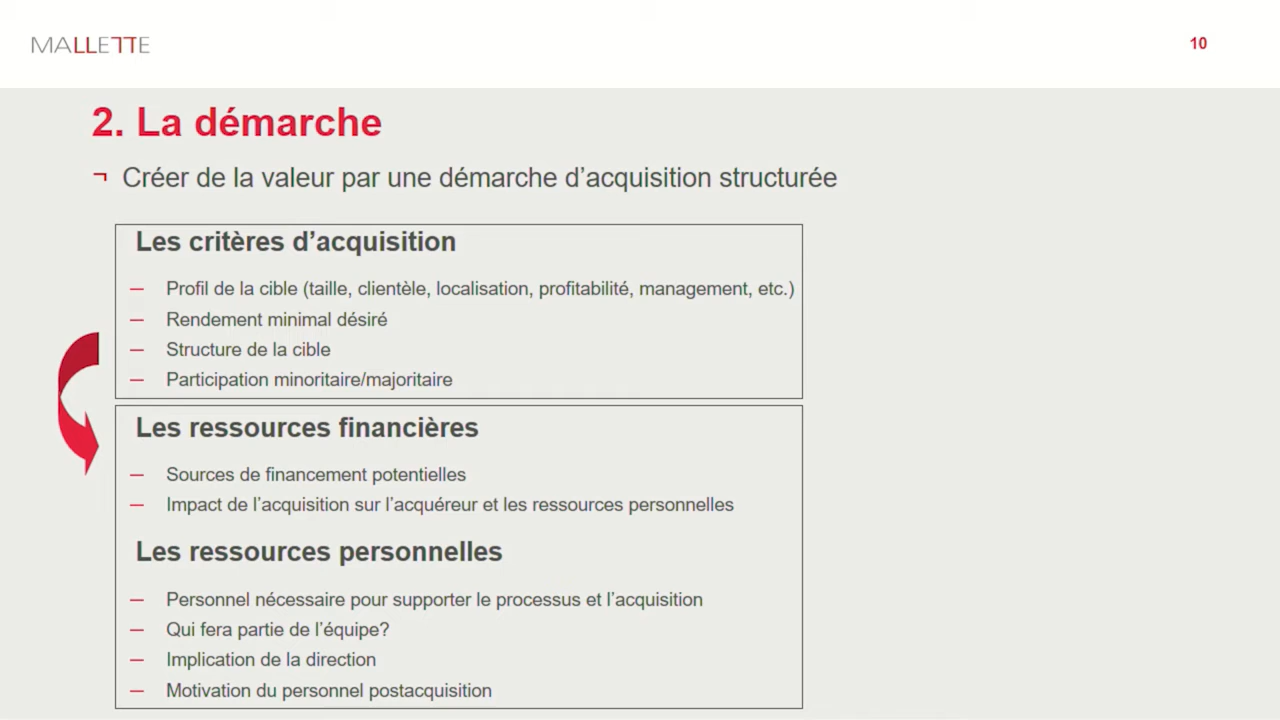 MALLETTE
10
2. La démarche
¬ Créer de la valeur par une démarche d’acquisition structurée
Les critères d’acquisition
— Profil de la cible (taille, clientèle, localisation, profitabilité, management, etc.)
— Rendement minimal désiré
— Structure de la cible
— Participation minoritaire/majoritaire
Les ressources financières
— Sources de financement potentielles
— Impact de l’acquisition sur l’acquéreur et les ressources personnelles
Les ressources personnelles
— Personnel nécessaire pour supporter le processus et l’acquisition
— Qui fera partie de l’équipe?
— Implication de la direction
— Motivation du personnel postacquisition